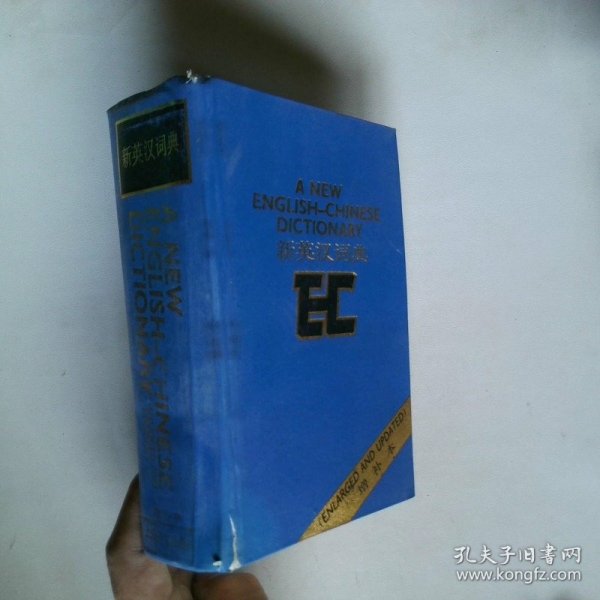 新英汉词典
A NEW
ENGLISH-CHINESE
DICTIONARY
A NEW
ENGLISH-CHINESE
DICTIONARY
新英汉词典
EC
(ENLARGED AND UPDATED)
增补本
孔夫子旧书网
www.kongfz.com